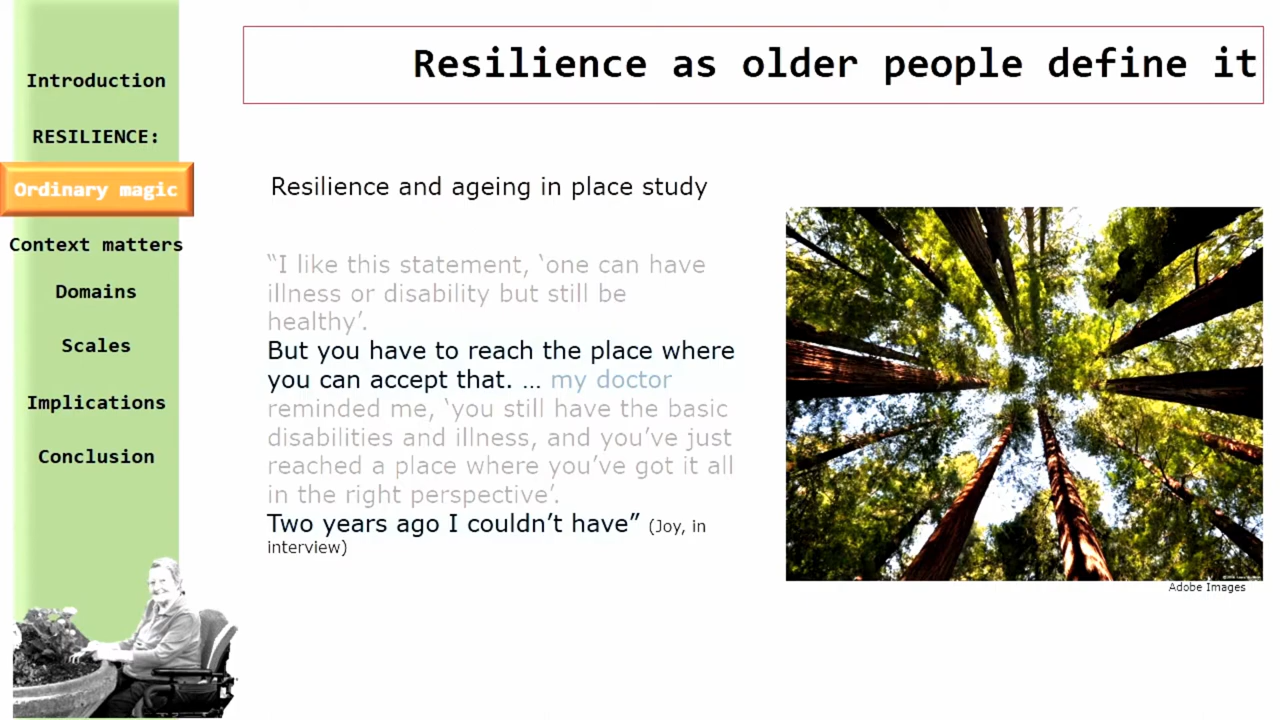 Resilience as older people define it
Introduction
RESILIENCE:
Ordinary magic
Context matters
Domains
Scales
Implications
Conclusion
Resilience and ageing in place study
“I like this statement, ‘one can have
illness or disability but still be
healthy’.
But you have to reach the place where
you can accept that. … my doctor
reminded me, ‘you still have the basic
disabilities and illness, and you’ve just
reached a place where you’ve got it all
in the right perspective’.
Two years ago I couldn’t have” (Joy, in
interview)
Adobe Images